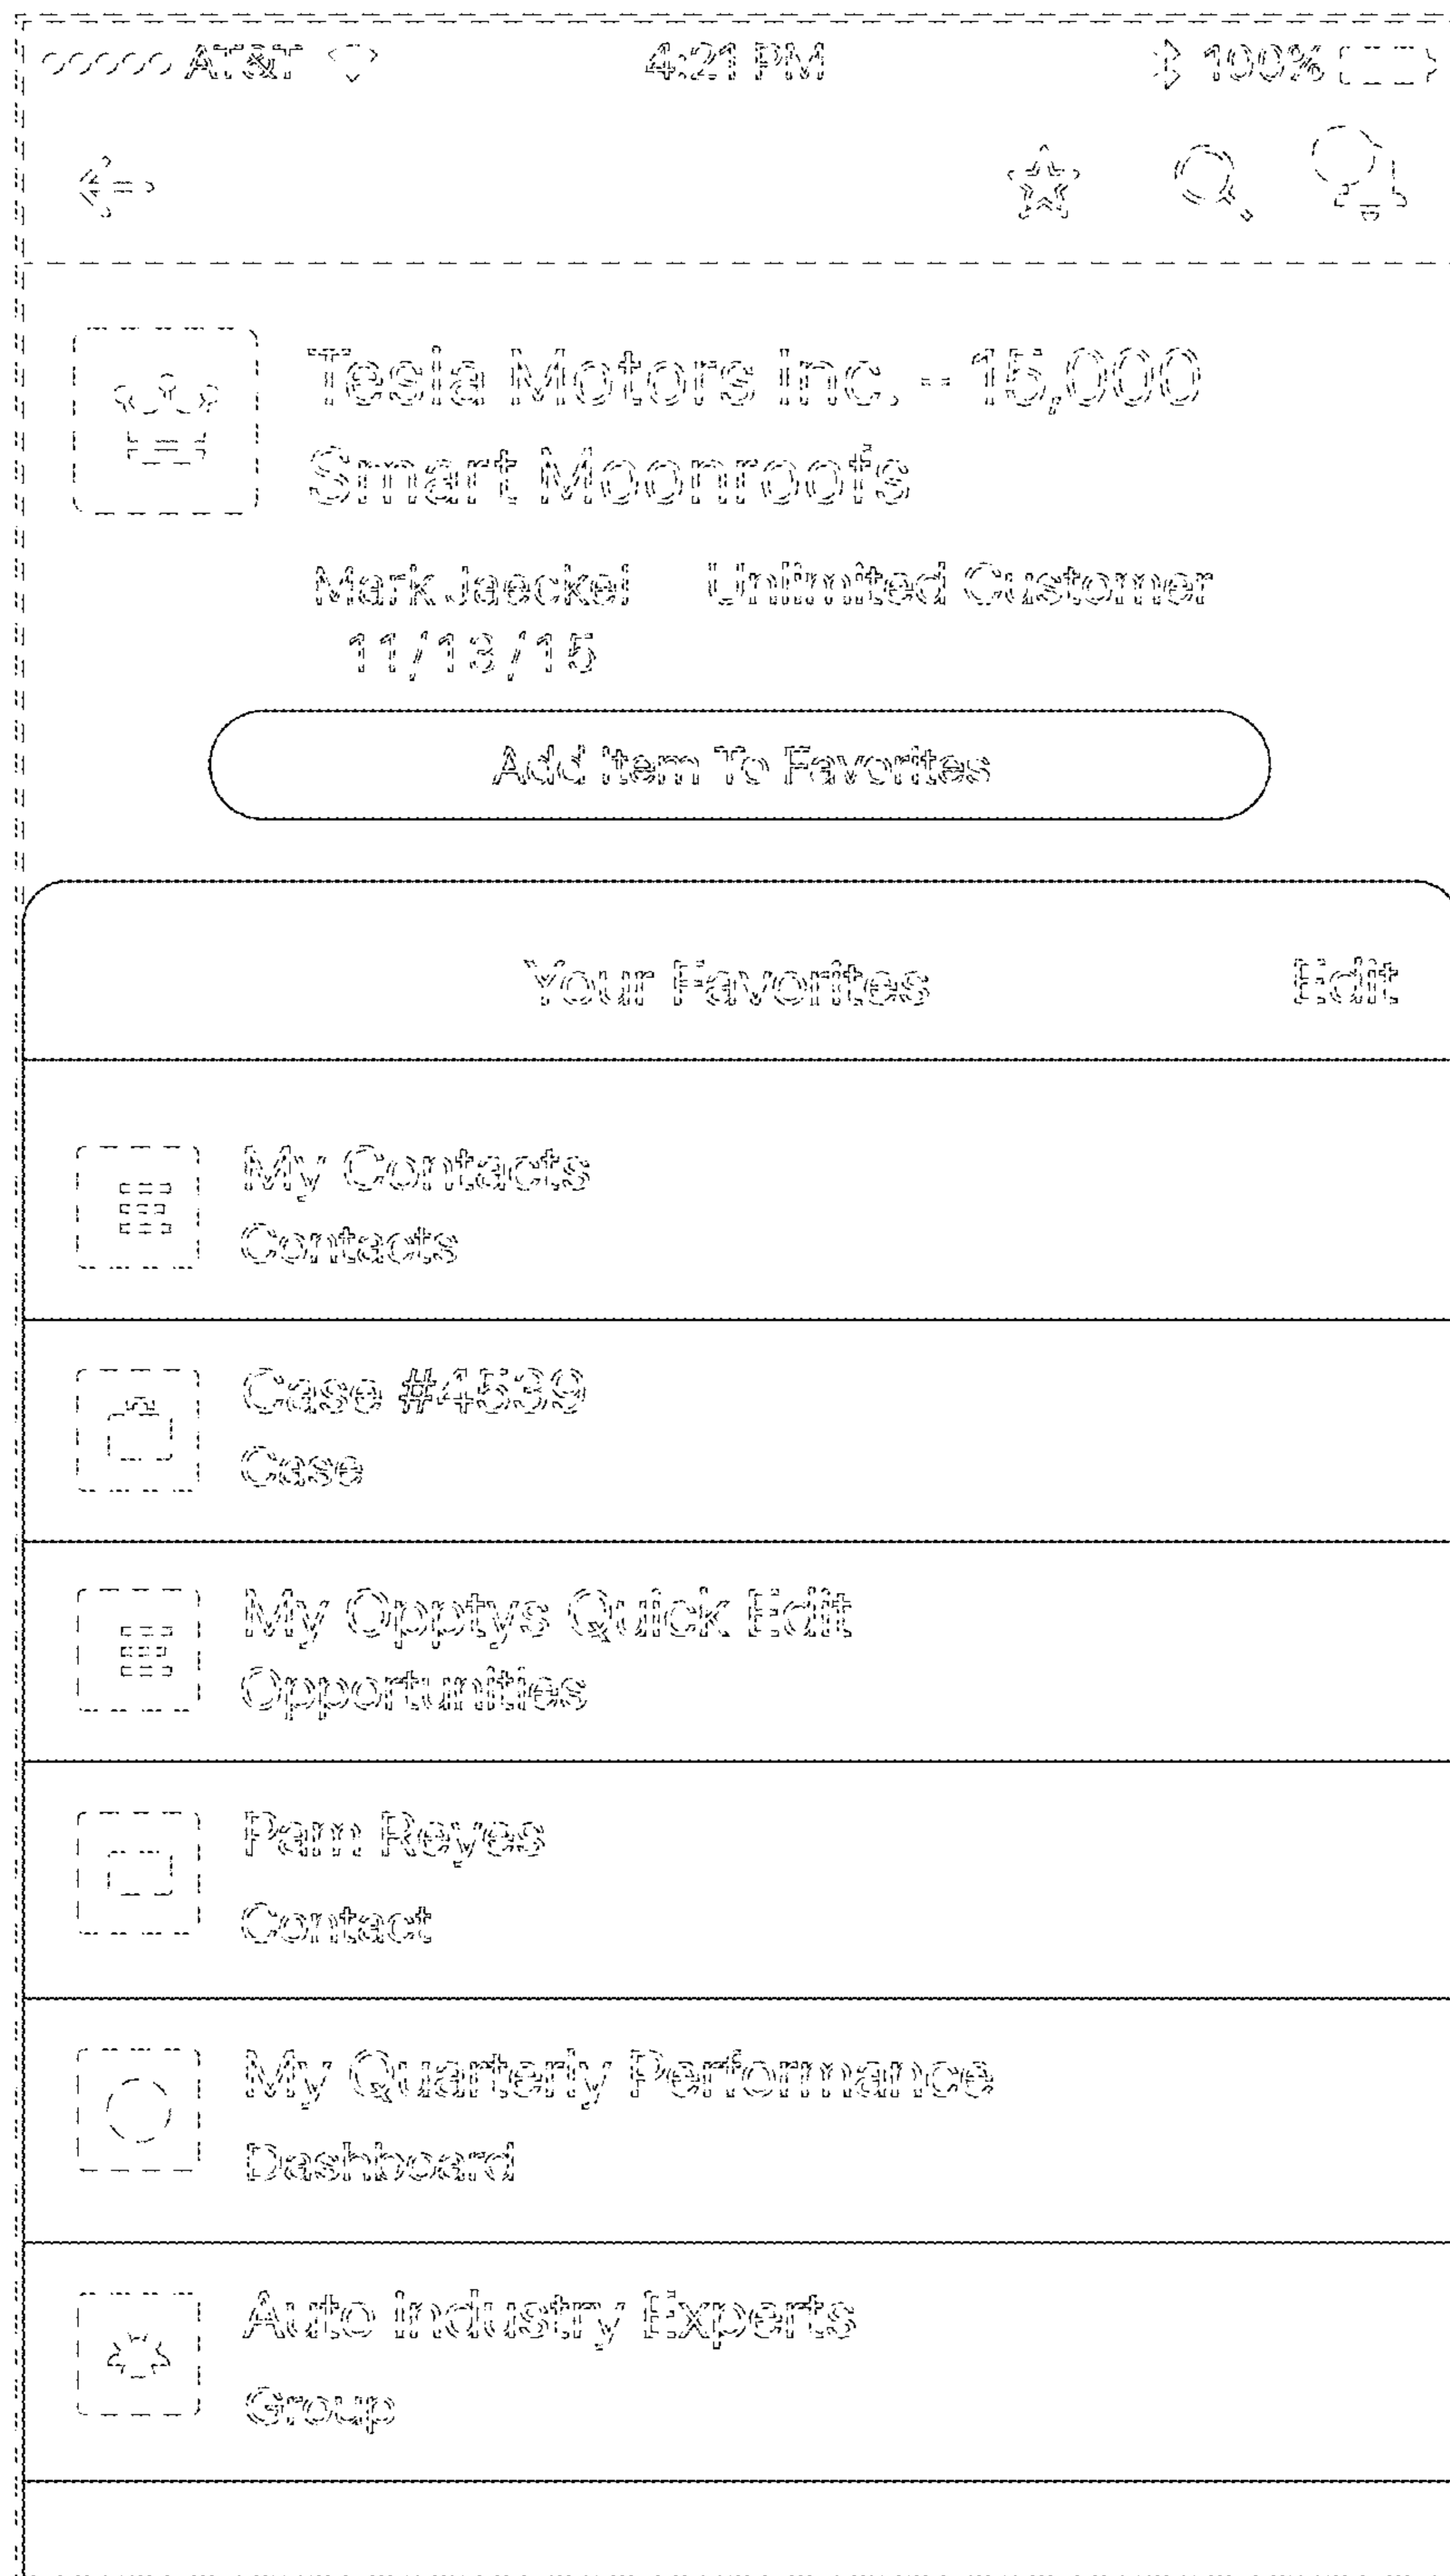 AT&T 4:21 PM 100%
Tesla Motors Inc. - 15,000
Smart Moonroofs
Mark Jaeckel Unlimited Customer
11/13/15
Add Item To Favorites
Your Favorites Edit
My Contacts
Contacts
Case #4539
Case
My Opptys Quick Edit
Opportunities
Pam Reyes
Contact
My Quarterly Performance
Dashboard
Auto Industry Experts
Group